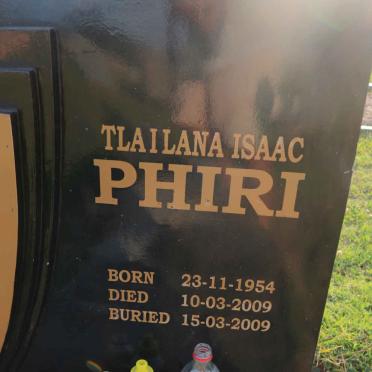 TLAILANA ISAAC
PHIRI
BORN 23-11-1954
DIED 10-03-2009
BURIED 15-03-2009